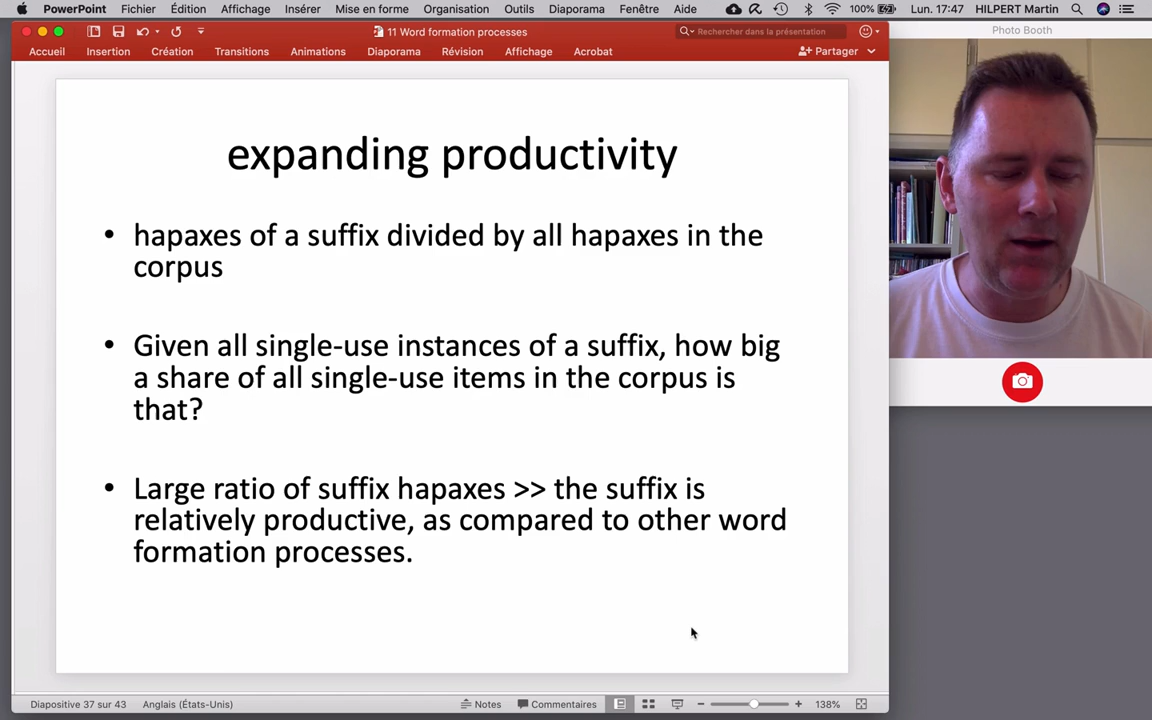 PowerPoint Fichier Édition Affichage Insérer Mise en forme Organisation Outils Diaporama Fenêtre Aide 100% Lun. 17:47 HILPERT Martin
11 Word formation processes
Rechercher dans la présentation
Photo Booth
Accueil Insertion Création Transitions Animations Diaporama Révision Affichage Acrobat Partager
expanding productivity
• hapaxes of a suffix divided by all hapaxes in the
corpus
• Given all single-use instances of a suffix, how big
a share of all single-use items in the corpus is
that?
• Large ratio of suffix hapaxes >> the suffix is
relatively productive, as compared to other word
formation processes.
Diapositive 37 sur 43 Anglais (États-Unis) Notes Commentaires 138%